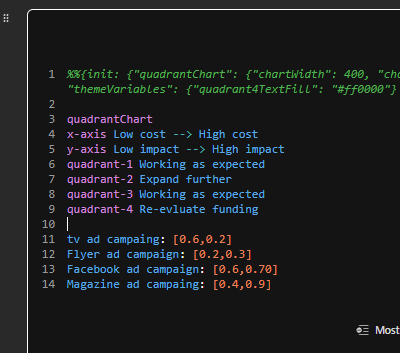 1 %%{init: {"quadrantChart": {"chartWidth": 400, "cha
"themeVariables": {"quadrant4TextFill": "#ff0000"}
2
3 quadrantChart
4 x-axis Low cost --> High cost
5 y-axis Low impact --> High impact
6 quadrant-1 Working as expected
7 quadrant-2 Expand further
8 quadrant-3 Working as expected
9 quadrant-4 Re-evluate funding
10
11 tv ad campaing: [0.6,0.2]
12 Flyer ad campaign: [0.2,0.3]
13 Facebook ad campaign: [0.6,0.70]
14 Magazine ad campaing: [0.4,0.9]
Most